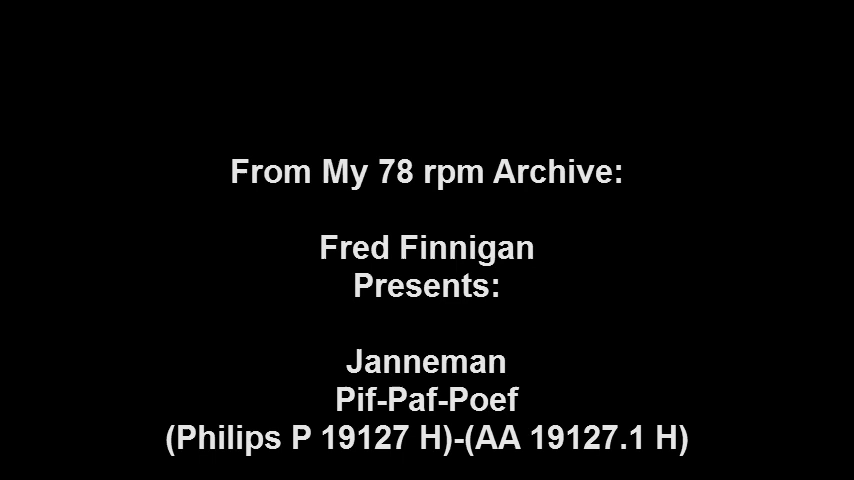 From My 78 rpm Archive:
Fred Finnigan
Presents:
Janneman
Pif-Paf-Poef
(Philips P 19127 H)-(AA 19127.1 H)